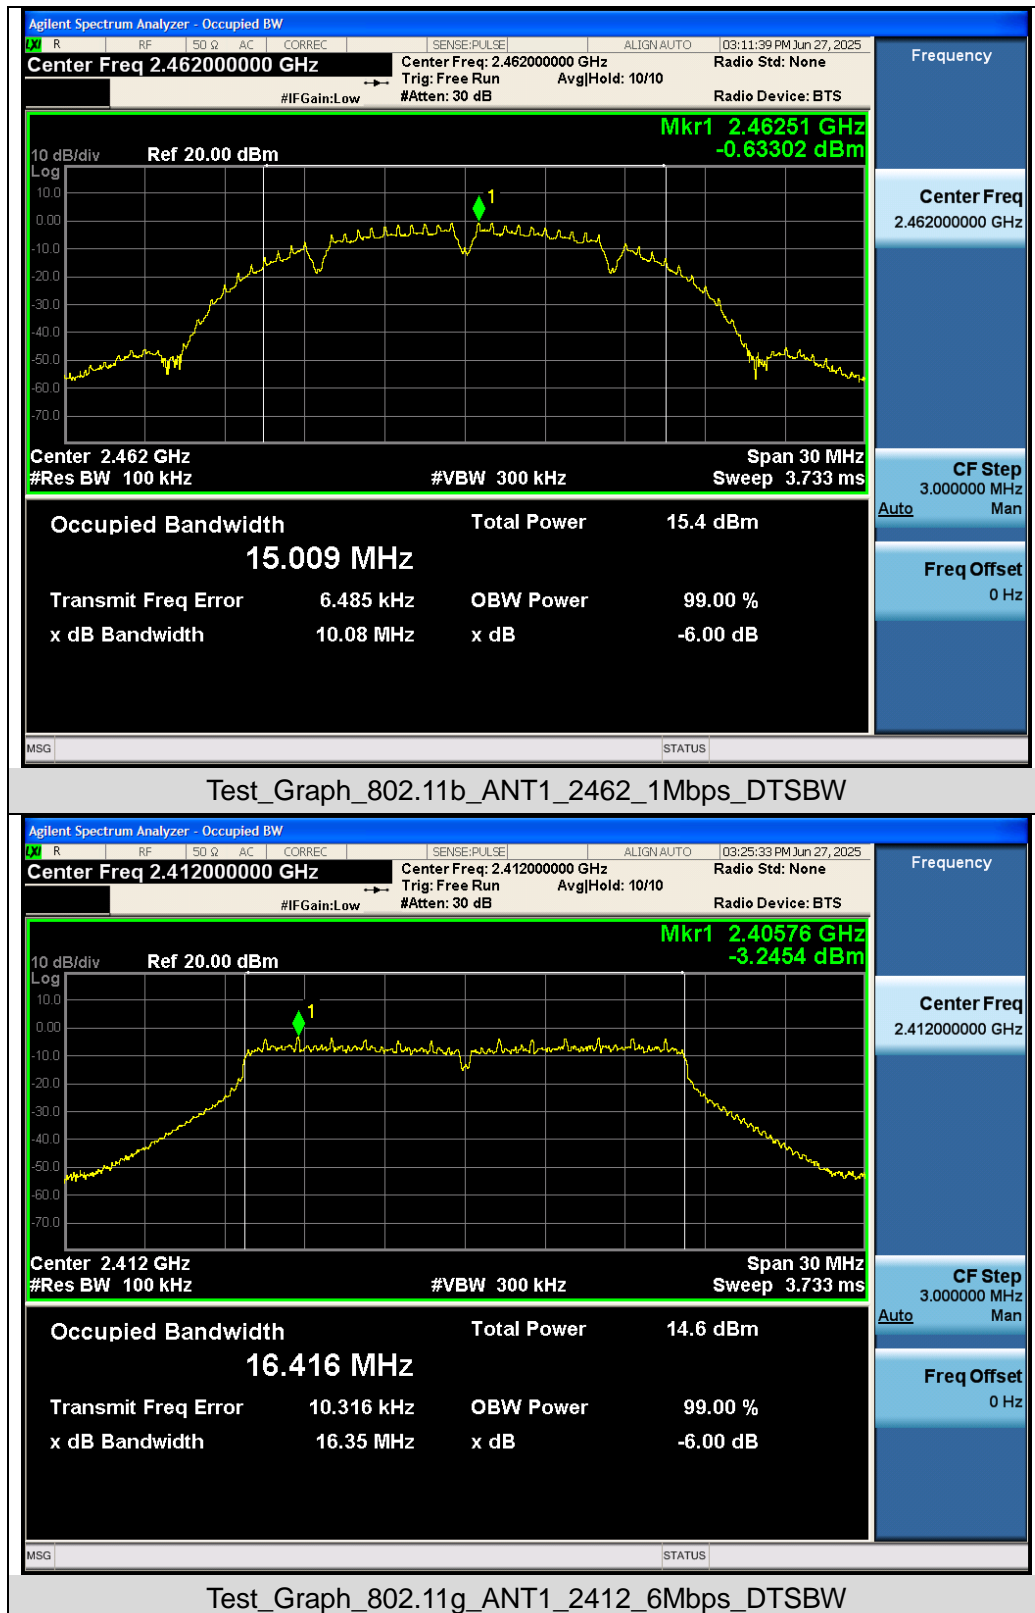 Agilent Spectrum Analyzer - Occupied BW
LXI R RF 50 Ω AC CORREC SENSE:PULSE ALIGN AUTO 03:11:39 PM Jun 27, 2025
Center Freq 2.462000000 GHz
Center Freq: 2.462000000 GHz Radio Std: None
Trig: Free Run Avg|Hold: 10/10
#IFGain:Low #Atten: 30 dB Radio Device: BTS
Frequency
Mkr1 2.46251 GHz
-0.63302 dBm
10 dB/div Ref 20.00 dBm
Log
10.0
0.00
-10.0
-20.0
-30.0
-40.0
-50.0
-60.0
-70.0
1
Center 2.462 GHz Span 30 MHz
#Res BW 100 kHz #VBW 300 kHz Sweep 3.733 ms
Center Freq
2.462000000 GHz
CF Step
3.000000 MHz
Auto Man
Freq Offset
0 Hz
Occupied Bandwidth Total Power 15.4 dBm
15.009 MHz
Transmit Freq Error 6.485 kHz OBW Power 99.00 %
x dB Bandwidth 10.08 MHz x dB -6.00 dB
MSG STATUS
Test_Graph_802.11b_ANT1_2462_1Mbps_DTSBW
Agilent Spectrum Analyzer - Occupied BW
LXI R RF 50 Ω AC CORREC SENSE:PULSE ALIGN AUTO 03:25:33 PM Jun 27, 2025
Center Freq 2.412000000 GHz
Center Freq: 2.412000000 GHz Radio Std: None
Trig: Free Run Avg|Hold: 10/10
#IFGain:Low #Atten: 30 dB Radio Device: BTS
Frequency
Mkr1 2.40576 GHz
-3.2454 dBm
10 dB/div Ref 20.00 dBm
Log
10.0
0.00
-10.0
-20.0
-30.0
-40.0
-50.0
-60.0
-70.0
1
Center 2.412 GHz Span 30 MHz
#Res BW 100 kHz #VBW 300 kHz Sweep 3.733 ms
Center Freq
2.412000000 GHz
CF Step
3.000000 MHz
Auto Man
Freq Offset
0 Hz
Occupied Bandwidth Total Power 14.6 dBm
16.416 MHz
Transmit Freq Error 10.316 kHz OBW Power 99.00 %
x dB Bandwidth 16.35 MHz x dB -6.00 dB
MSG STATUS
Test_Graph_802.11g_ANT1_2412_6Mbps_DTSBW